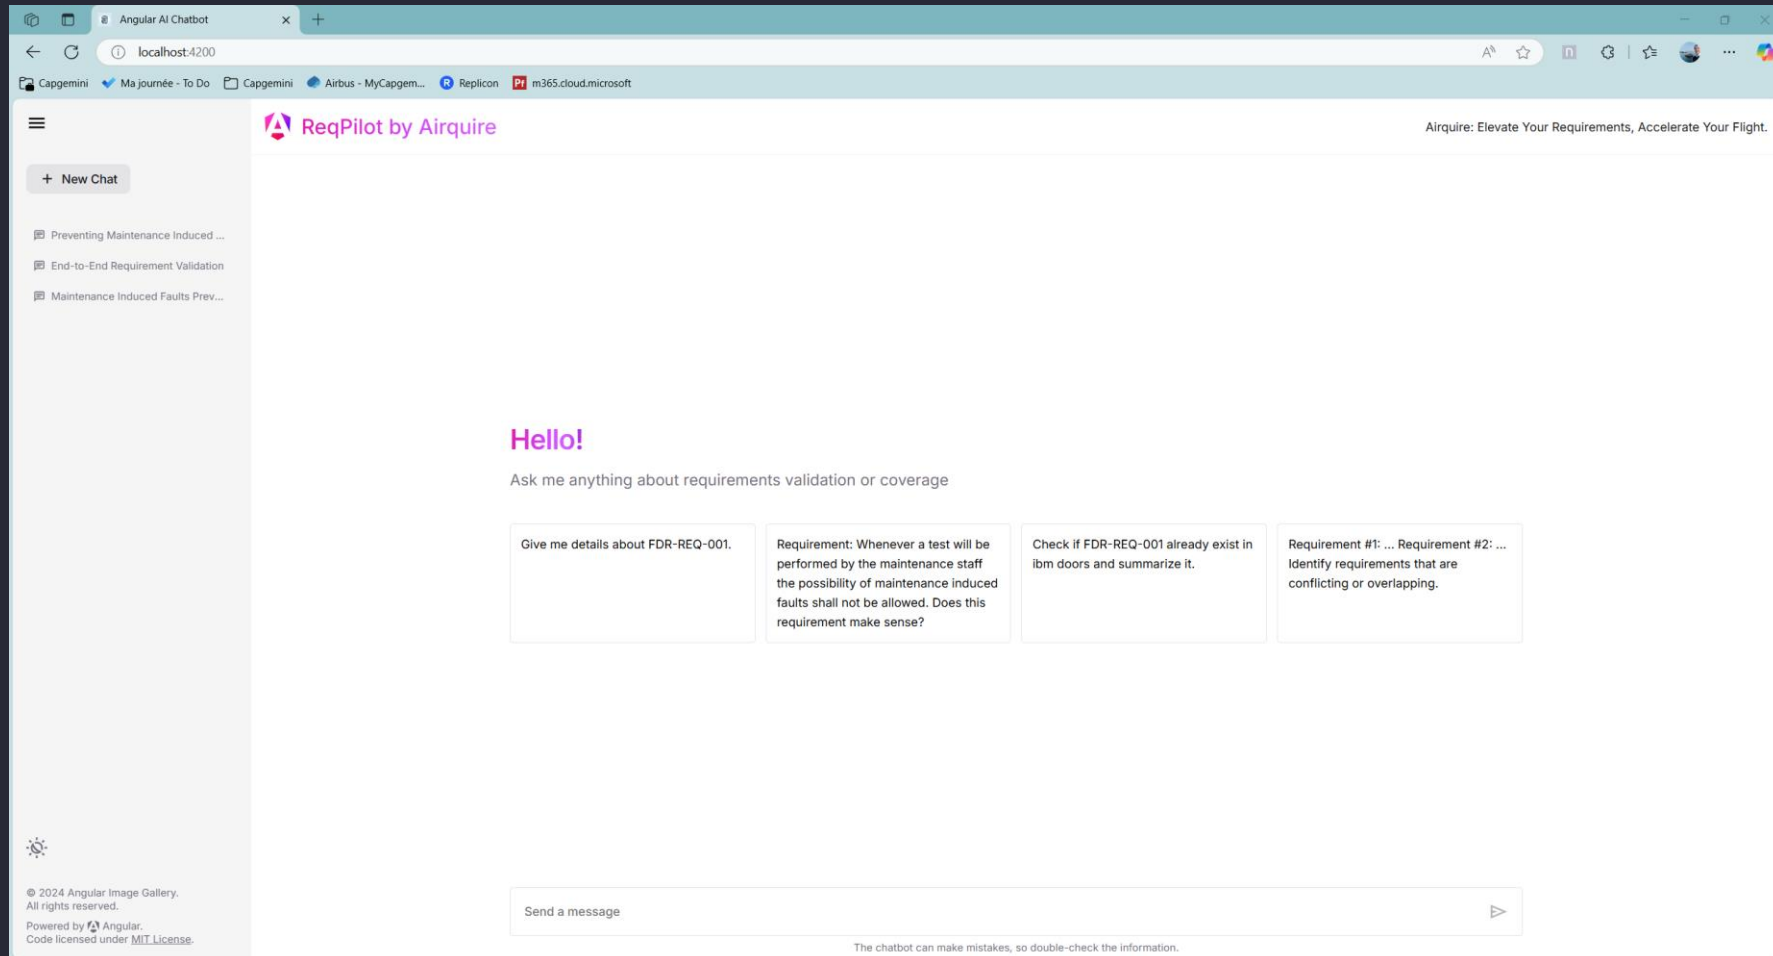 Angular AI Chatbot
localhost:4200
Capgemini
Ma journée - To Do
Capgemini
Airbus - MyCapgem...
Replicon
m365.cloud.microsoft
ReqPilot by Airquire
Airquire: Elevate Your Requirements, Accelerate Your Flight.
+ New Chat
Preventing Maintenance Induced ...
End-to-End Requirement Validation
Maintenance Induced Faults Prev...
Hello!
Ask me anything about requirements validation or coverage
Give me details about FDR-REQ-001.
Requirement: Whenever a test will be
performed by the maintenance staff
the possibility of maintenance induced
faults shall not be allowed. Does this
requirement make sense?
Check if FDR-REQ-001 already exist in
ibm doors and summarize it.
Requirement #1: ... Requirement #2: ...
Identify requirements that are
conflicting or overlapping.
© 2024 Angular Image Gallery.
All rights reserved.
Powered by Angular.
Code licensed under MIT License.
Send a message
The chatbot can make mistakes, so double-check the information.